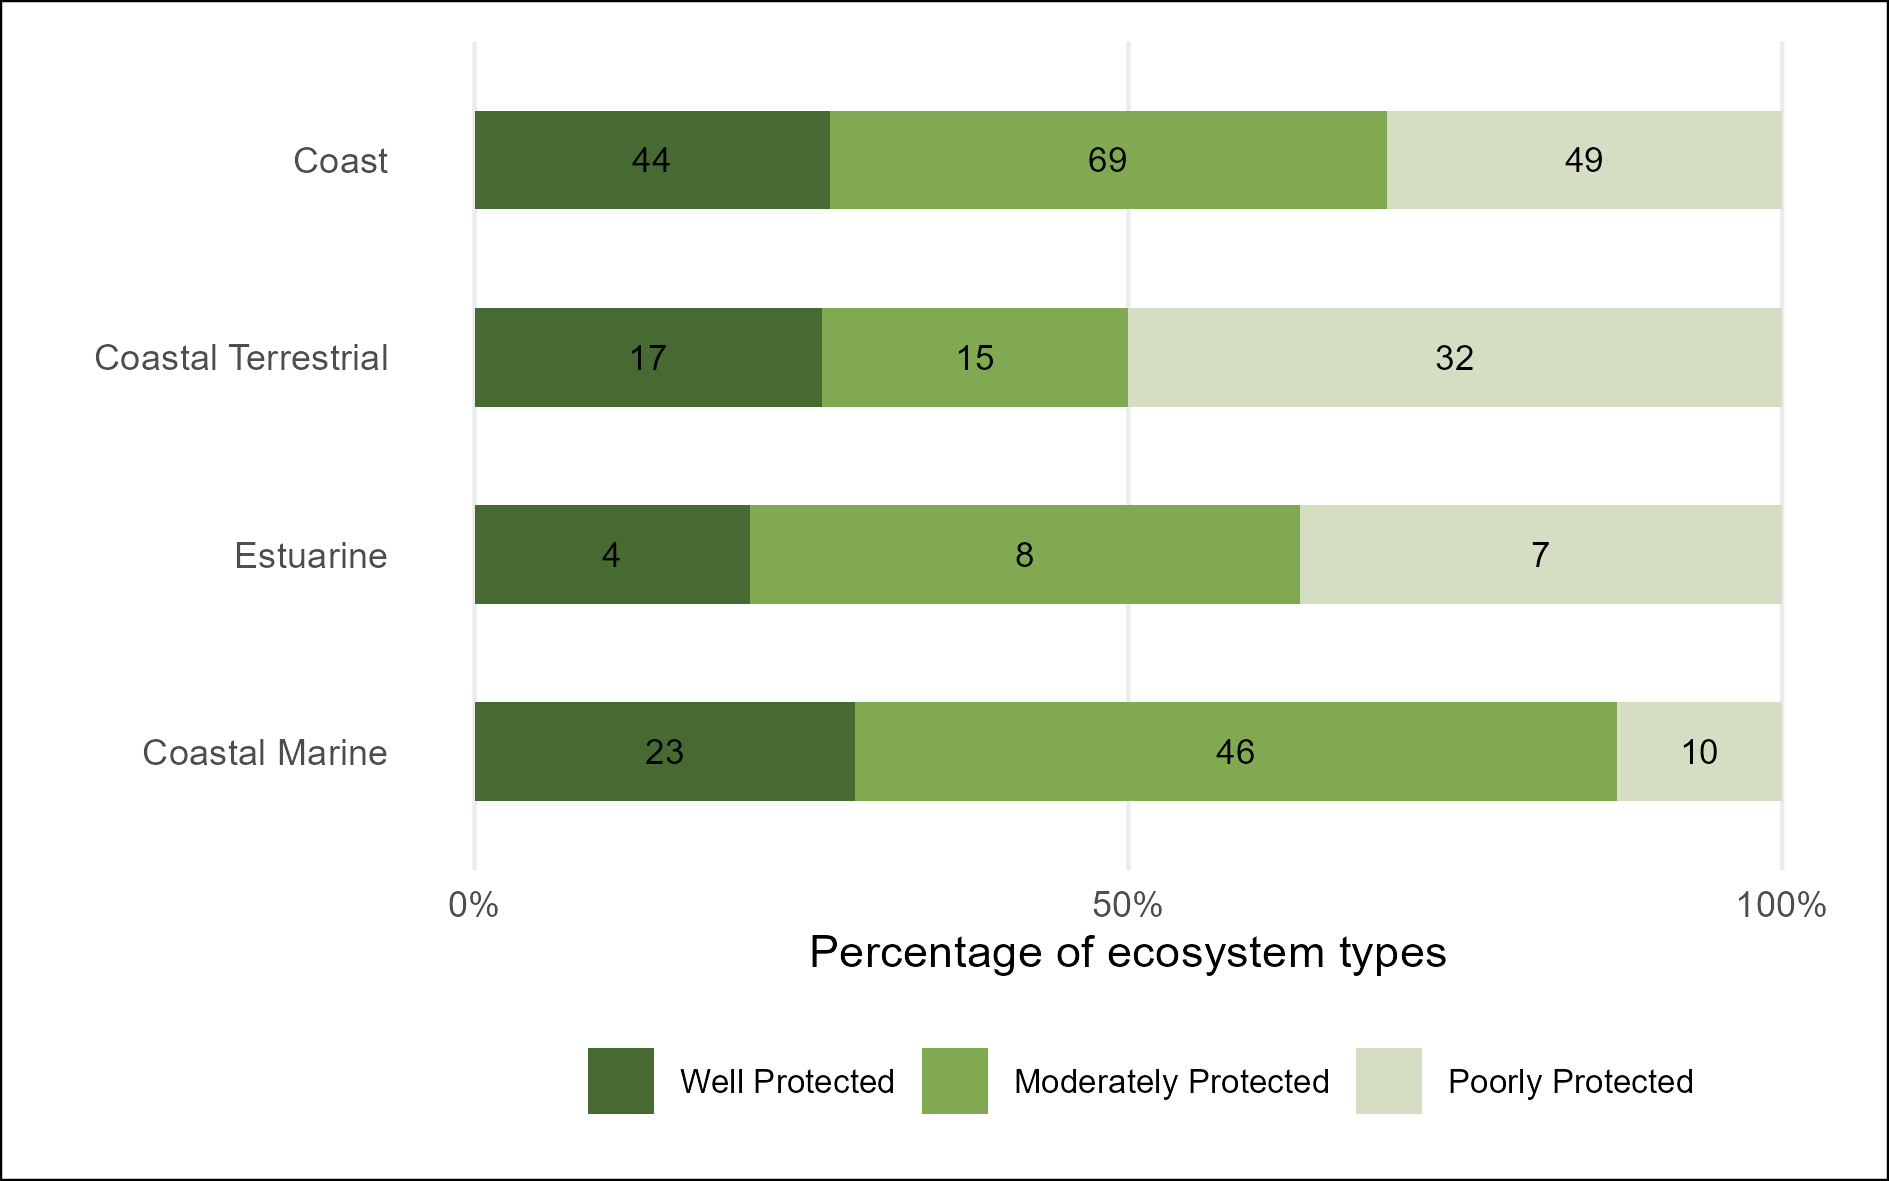 Coast 44 69 49
Coastal Terrestrial 17 15 32
Estuarine 4 8 7
Coastal Marine 23 46 10
0% 50% 100%
Percentage of ecosystem types
Well Protected Moderately Protected Poorly Protected